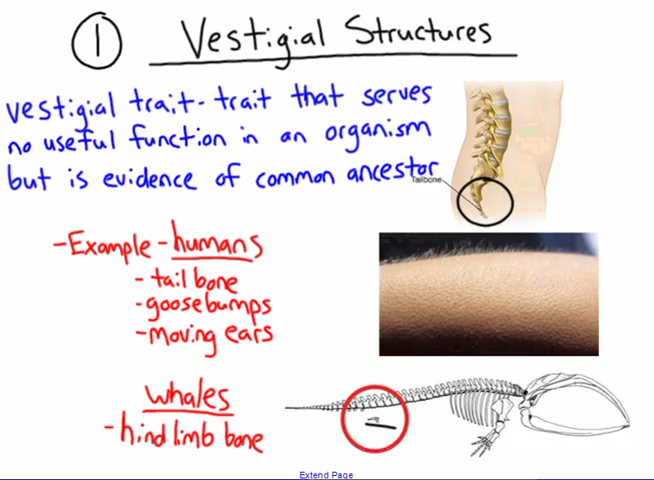 1 Vestigial Structures
vestigial trait - trait that serves
no useful function in an organism
but is evidence of common ancestor
Tailbone
- Example - humans
- tail bone
- goosebumps
- Moving ears
whales
- hind limb bone
Extend Page